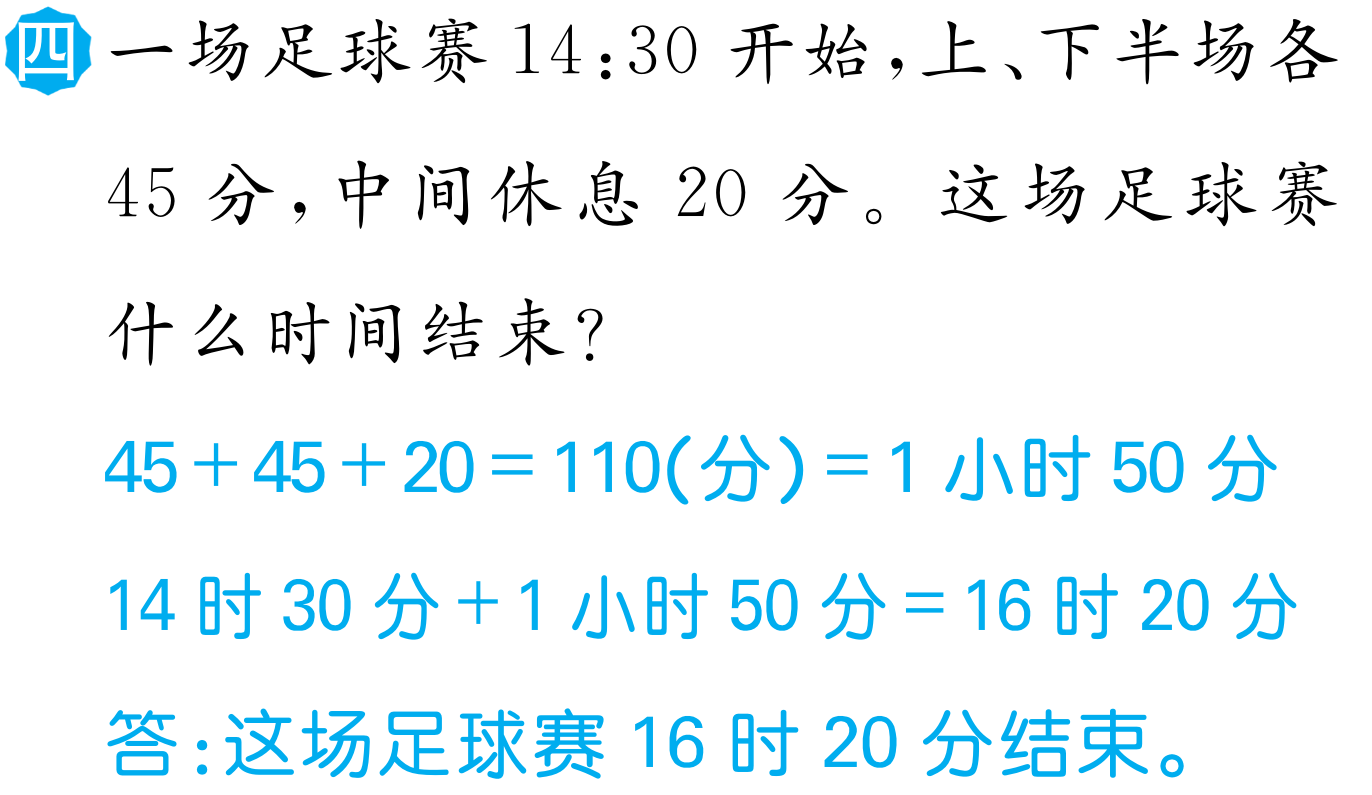 四 一场足球赛 14:30 开始,上、下半场各
45 分,中间休息 20 分。这场足球赛
什么时间结束?
45+45+20=110(分)=1 小时 50 分
14 时 30 分+1 小时 50 分=16 时 20 分
答:这场足球赛 16 时 20 分结束。